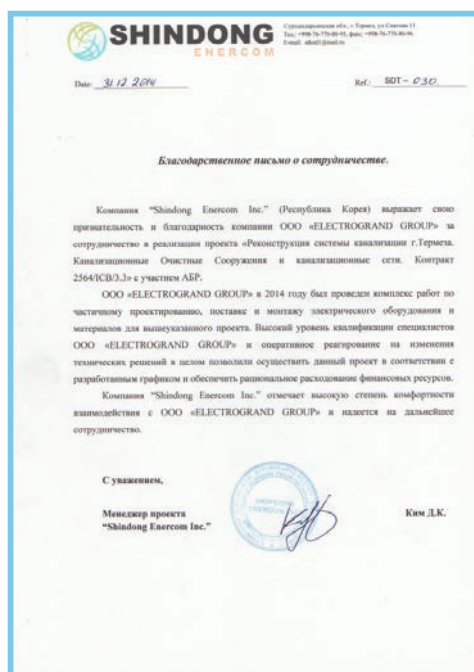 SHINDONG
ENERCOM
Сурхандарьинская обл., г. Термез,
Date: 31.12.2014
Ref.: SDT - 030
Благодарственное письмо о сотрудничестве.
Компания “Shindong Enercom Inc.” (Республика Корея) выражает свою
признательность и благодарность компании ООО «ELECTROGRAND GROUP» за
сотрудничество в реализации проекта «Реконструкция системы канализации г.Термеза.
Канализационные Очистные Сооружения и канализационные сети. Контракт
2564/ICB/3.3» с участием АБР.
ООО «ELECTROGRAND GROUP» в 2014 году был проведен комплекс работ по
частичному проектированию, поставке и монтажу электрического оборудования и
материалов для вышеуказанного проекта. Высокий уровень квалификации специалистов
ООО «ELECTROGRAND GROUP» и оперативное реагирование на изменения
технических решений в целом позволили осуществить данный проект в соответствии с
разработанным графиком и обеспечить рациональное расходование финансовых ресурсов.
Компания “Shindong Enercom Inc.” отмечает высокую степень комфортности
взаимодействия с ООО «ELECTROGRAND GROUP» и надеется на дальнейшее
сотрудничество.
С уважением,
Менеджер проекта
“Shindong Enercom Inc.”
Ким Д.К.